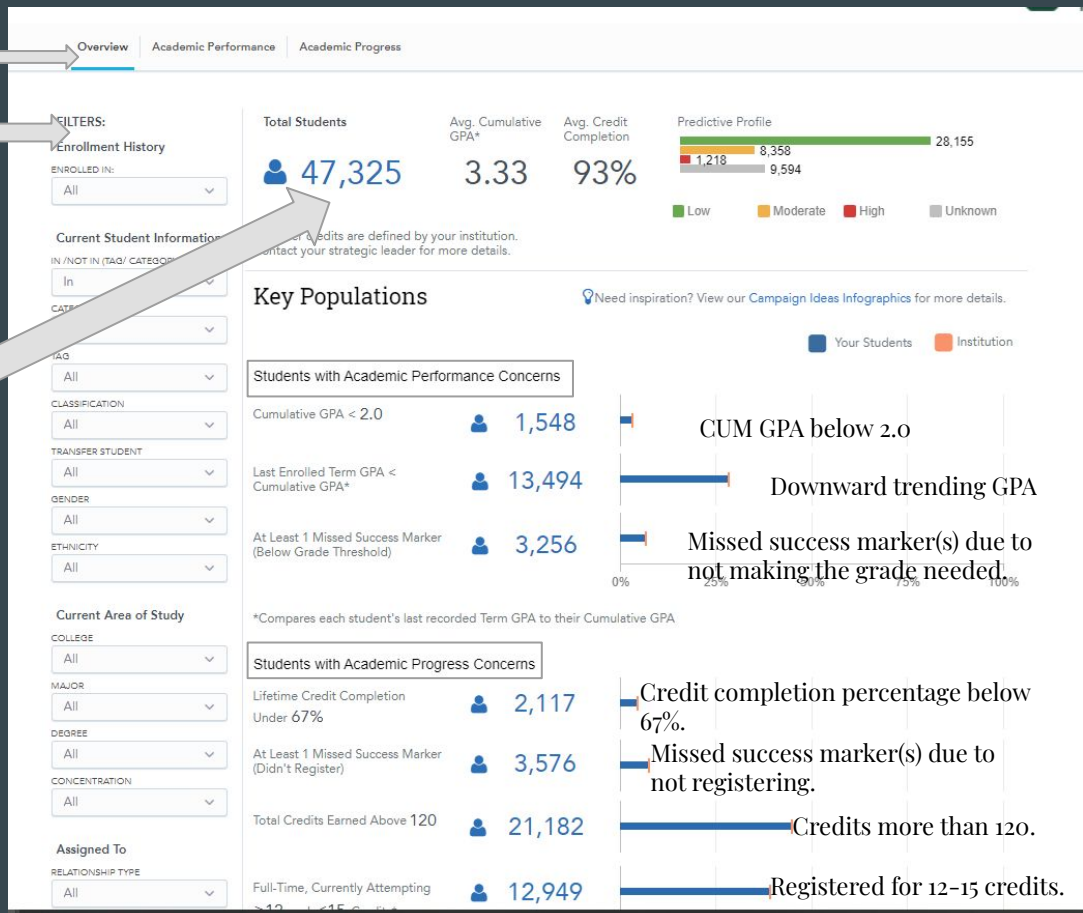 Overview Academic Performance Academic Progress
FILTERS:
Enrollment History
ENROLLED IN:
All
Current Student Information
IN /NOT IN (TAG/ CATEGORY
In
TAG
All
CLASSIFICATION
All
TRANSFER STUDENT
All
GENDER
All
ETHNICITY
All
Current Area of Study
COLLEGE
All
MAJOR
All
DEGREE
All
CONCENTRATION
All
Assigned To
RELATIONSHIP TYPE
All
Total Students
47,325
Avg. Cumulative
GPA*
3.33
Avg. Credit
Completion
93%
Predictive Profile
28,155
8,358
1,218
9,594
Low Moderate High Unknown
credits are defined by your institution.
your strategic leader for more details.
Key Populations
Need inspiration? View our Campaign Ideas Infographics for more details.
Your Students Institution
Students with Academic Performance Concerns
Cumulative GPA < 2.0 1,548 CUM GPA below 2.0
Last Enrolled Term GPA <
Cumulative GPA*
13,494 Downward trending GPA
At Least 1 Missed Success Marker
(Below Grade Threshold)
3,256
Missed success marker(s) due to
not making the grade needed.
0% 25% 50% 75% 100%
*Compares each student's last recorded Term GPA to their Cumulative GPA
Students with Academic Progress Concerns
Lifetime Credit Completion
Under 67%
2,117
Credit completion percentage below
67%.
At Least 1 Missed Success Marker
(Didn't Register)
3,576
Missed success marker(s) due to
not registering.
Total Credits Earned Above 120 21,182 Credits more than 120.
Full-Time, Currently Attempting
12,949 Registered for 12-15 credits.